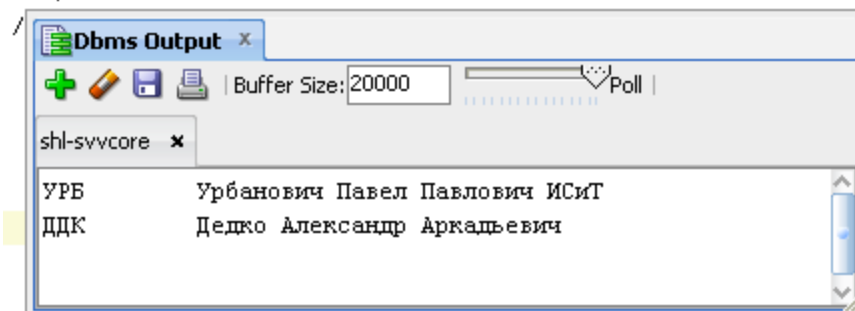 /
Dbms Output
Buffer Size: 20000 Poll
shl-svvcore
УРБ Урбанович Павел Павлович ИСиТ
ДДК Дедко Александр Аркадьевич